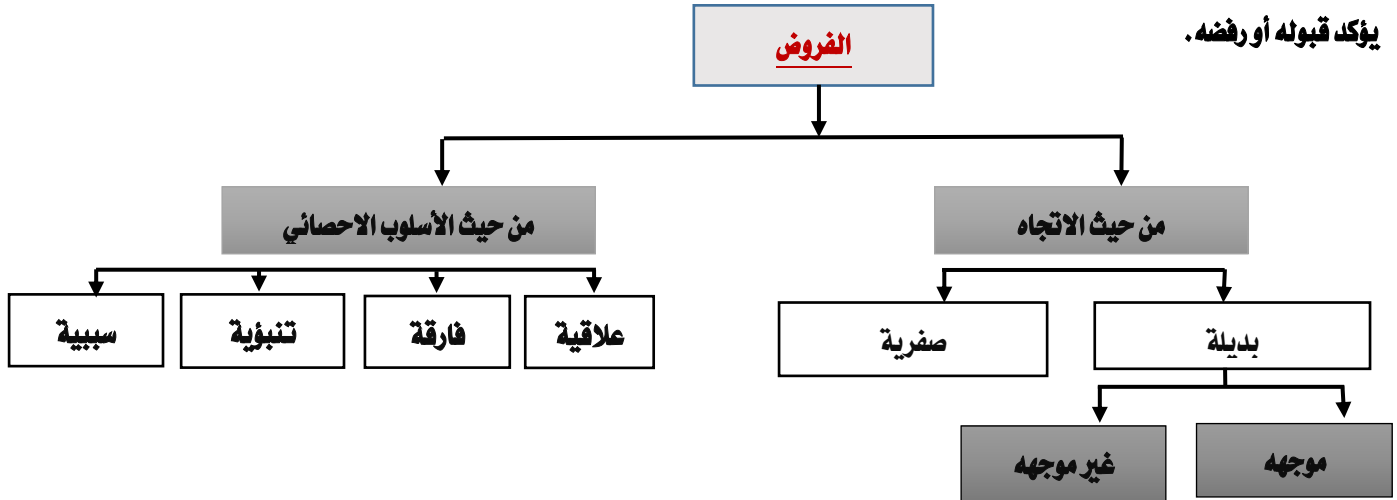 يؤكد قبوله أو رفضه.
الفروض
من حيث الاتجاه
من حيث الأسلوب الاحصائي
بديلة
صفرية
علاقية
فارقة
تنبؤية
سببية
موجهه
غير موجهه